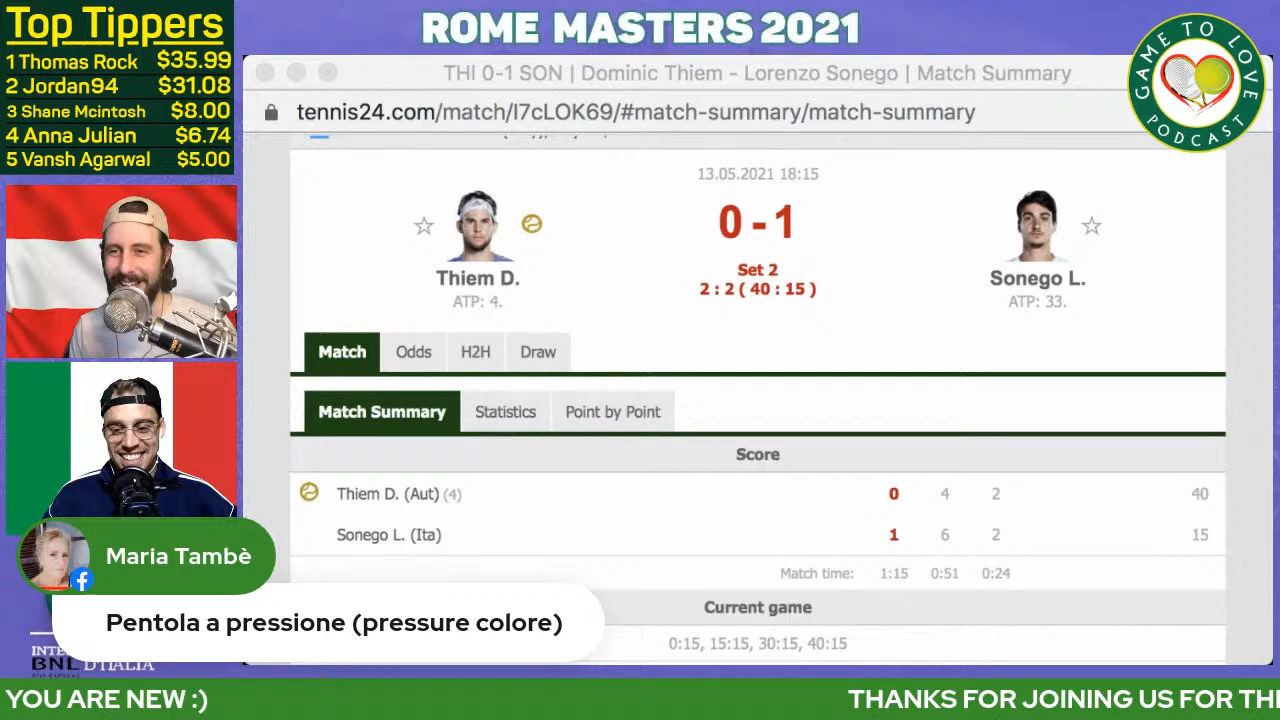 Top Tippers
1 Thomas Rock $35.99
2 Jordan94 $31.08
3 Shane Mcintosh $8.00
4 Anna Julian $6.74
5 Vansh Agarwal $5.00
ROME MASTERS 2021
GAME TO LOVE
PODCAST
THI 0-1 SON | Dominic Thiem - Lorenzo Sonego | Match Summary
tennis24.com/match/I7cLOK69/#match-summary/match-summary
13.05.2021 18:15
0 - 1
Set 2
2 : 2 ( 40 : 15 )
Thiem D.
ATP: 4.
Sonego L.
ATP: 33.
Match Odds H2H Draw
Match Summary Statistics Point by Point
Score
Thiem D. (Aut) (4) 0 4 2 40
Sonego L. (Ita) 1 6 2 15
Match time: 1:15 0:51 0:24
Current game
0:15, 15:15, 30:15, 40:15
Maria Tambè
Pentola a pressione (pressure colore)
INTE
BNL D'ITALIA
YOU ARE NEW :)
THANKS FOR JOINING US FOR THI